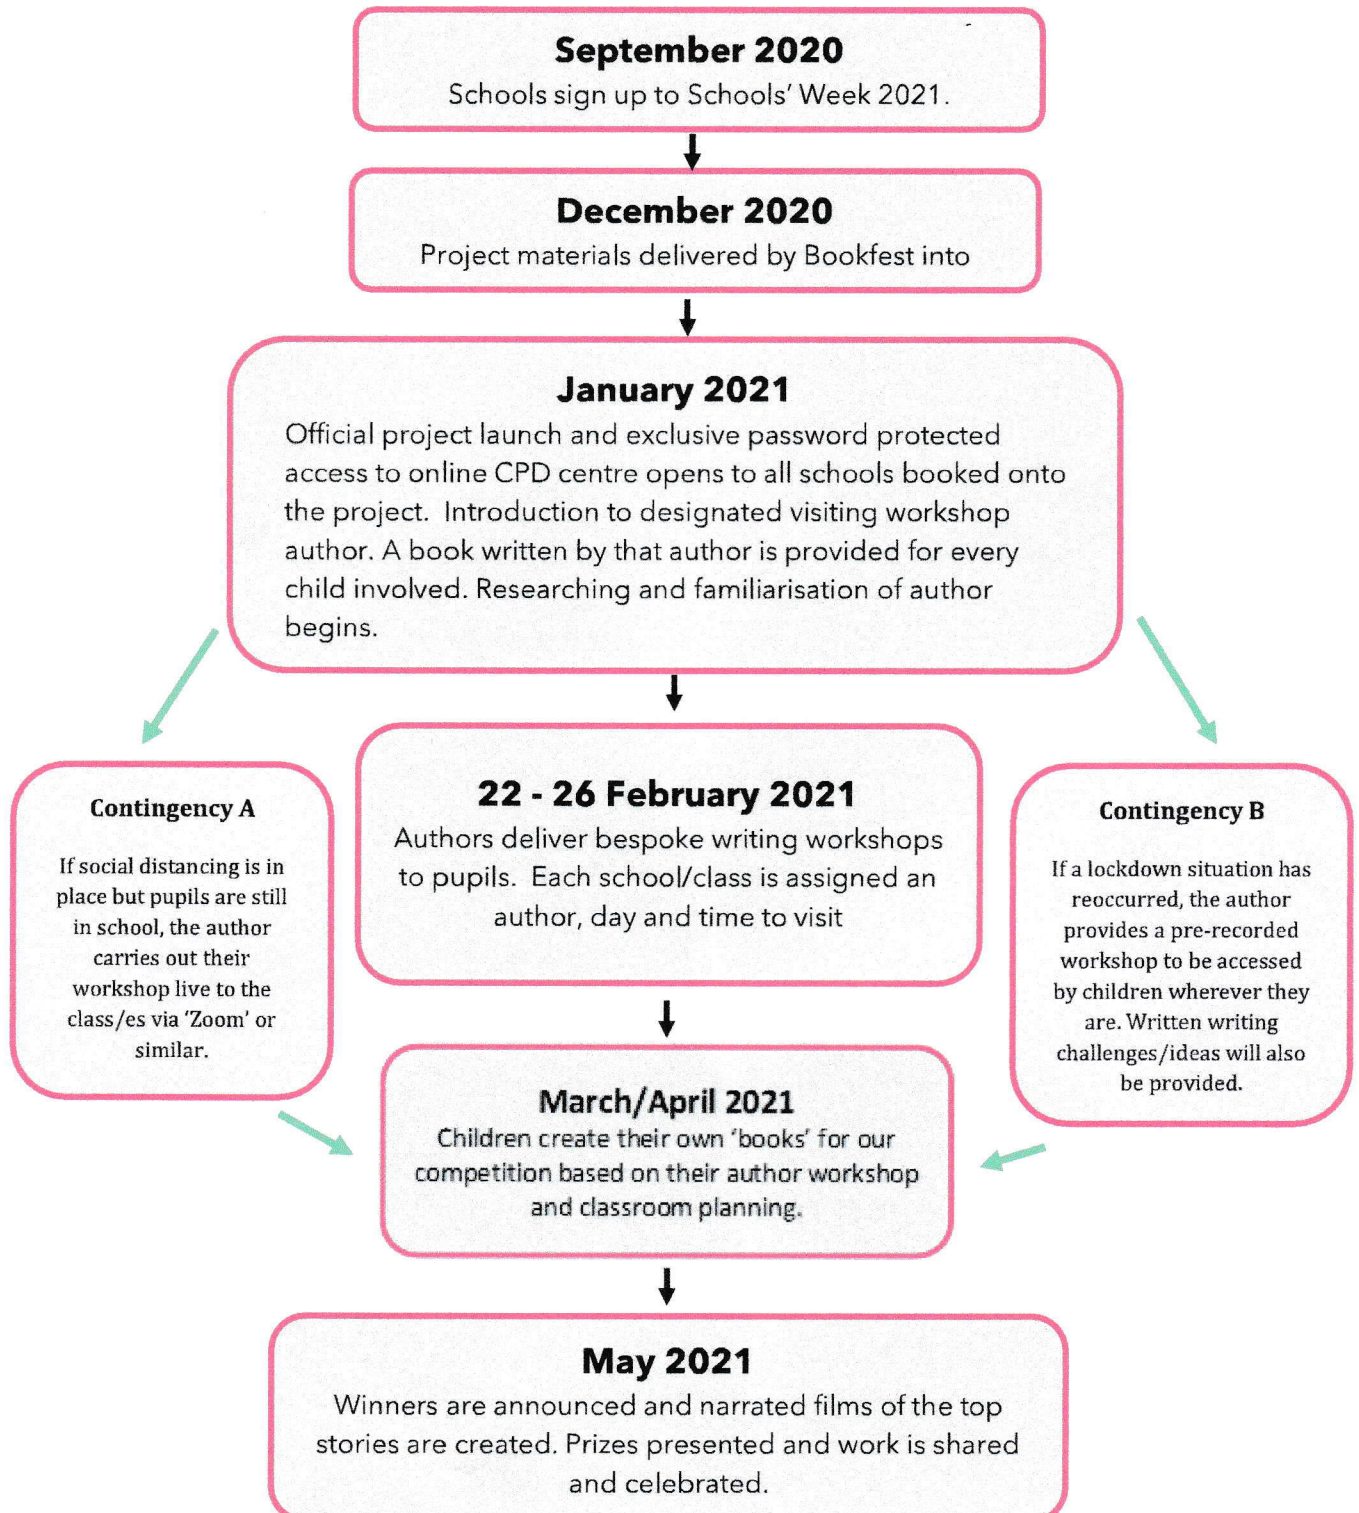 September 2020
Schools sign up to Schools' Week 2021.
December 2020
Project materials delivered by Bookfest into
January 2021
Official project launch and exclusive password protected
access to online CPD centre opens to all schools booked onto
the project. Introduction to designated visiting workshop
author. A book written by that author is provided for every
child involved. Researching and familiarisation of author
begins.
22 - 26 February 2021
Authors deliver bespoke writing workshops
to pupils. Each school/class is assigned an
author, day and time to visit
Contingency A
If social distancing is in
place but pupils are still
in school, the author
carries out their
workshop live to the
class/es via 'Zoom' or
similar.
Contingency B
If a lockdown situation has
reoccurred, the author
provides a pre-recorded
workshop to be accessed
by children wherever they
are. Written writing
challenges/ideas will also
be provided.
March/April 2021
Children create their own 'books' for our
competition based on their author workshop
and classroom planning.
May 2021
Winners are announced and narrated films of the top
stories are created. Prizes presented and work is shared
and celebrated.